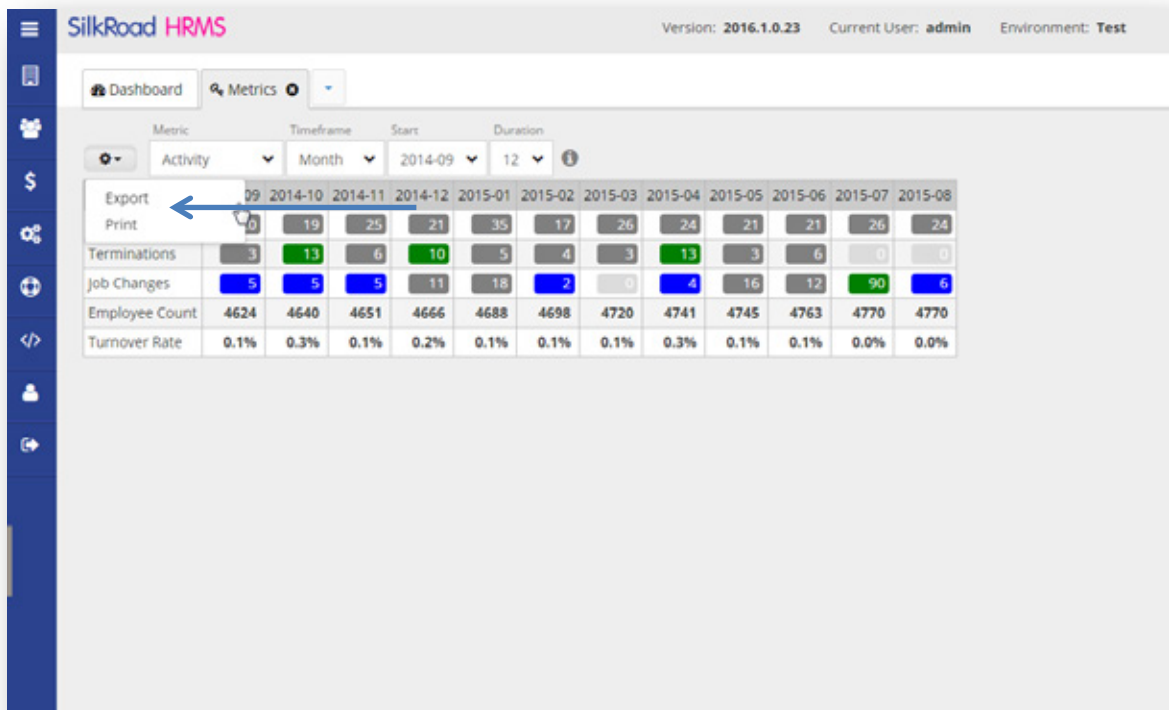 SilkRoad HRMS Version: 2016.1.0.23 Current User: admin Environment: Test
Dashboard Metrics
Metric Timeframe Start Duration
Activity Month 2014-09 12
Export
Print
09 2014-10 2014-11 2014-12 2015-01 2015-02 2015-03 2015-04 2015-05 2015-06 2015-07 2015-08
0 19 25 21 35 17 26 24 21 21 26 24
Terminations 3 13 6 10 5 4 3 13 3 6 0 0
Job Changes 5 5 5 11 18 2 0 4 16 12 90 6
Employee Count 4624 4640 4651 4666 4688 4698 4720 4741 4745 4763 4770 4770
Turnover Rate 0.1% 0.3% 0.1% 0.2% 0.1% 0.1% 0.1% 0.3% 0.1% 0.1% 0.0% 0.0%